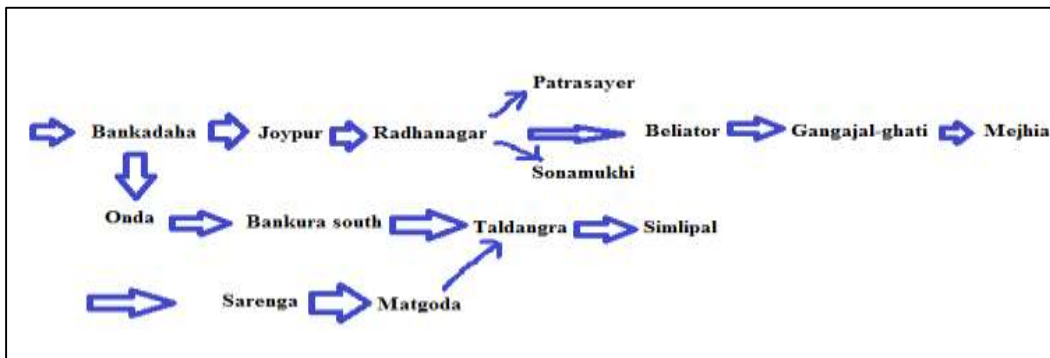 Patrasayer
Bankadaha Joypur Radhanagar Beliator Gangajal-ghati Mejhia
Sonamukhi
Onda Bankura south Taldangra Simlipal
Sarenga Matgoda